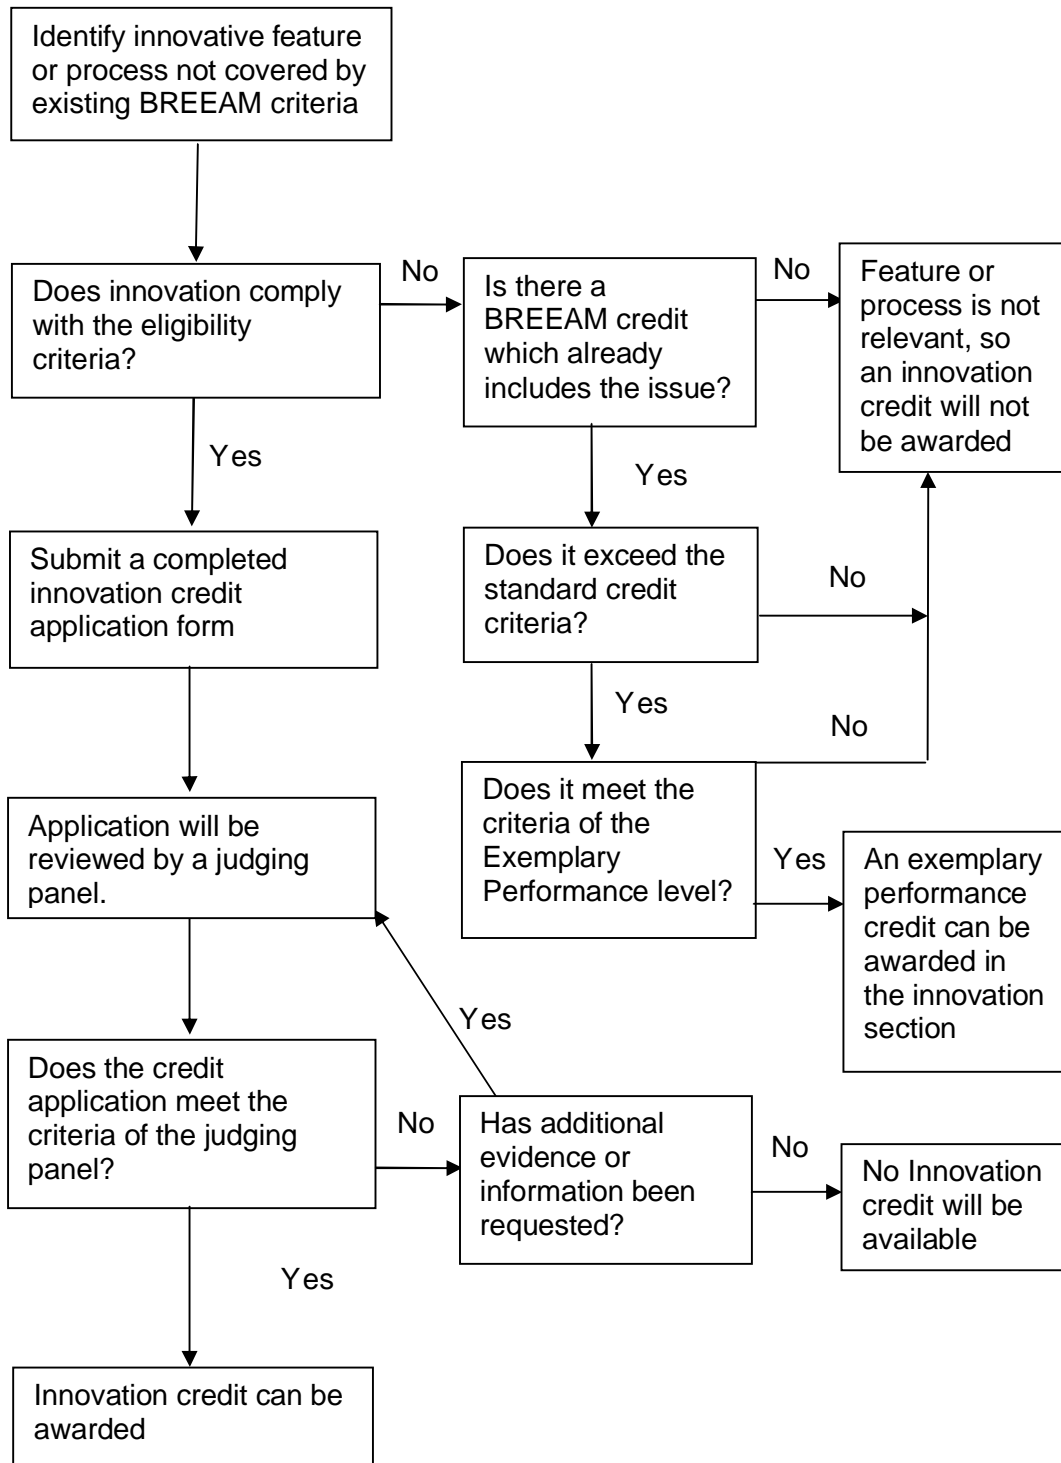 Identify innovative feature
or process not covered by
existing BREEAM criteria
Does innovation comply
with the eligibility
criteria?
No
Is there a
BREEAM credit
which already
includes the issue?
No
Feature or
process is not
relevant, so
an innovation
credit will not
be awarded
Yes
Yes
Submit a completed
innovation credit
application form
Does it exceed the
standard credit
criteria?
No
Yes
No
Application will be
reviewed by a judging
panel.
Does it meet the
criteria of the
Exemplary
Performance level?
Yes
An exemplary
performance
credit can be
awarded in
the innovation
section
Yes
Does the credit
application meet the
criteria of the judging
panel?
No
Has additional
evidence or
information been
requested?
No
No Innovation
credit will be
available
Yes
Innovation credit can be
awarded